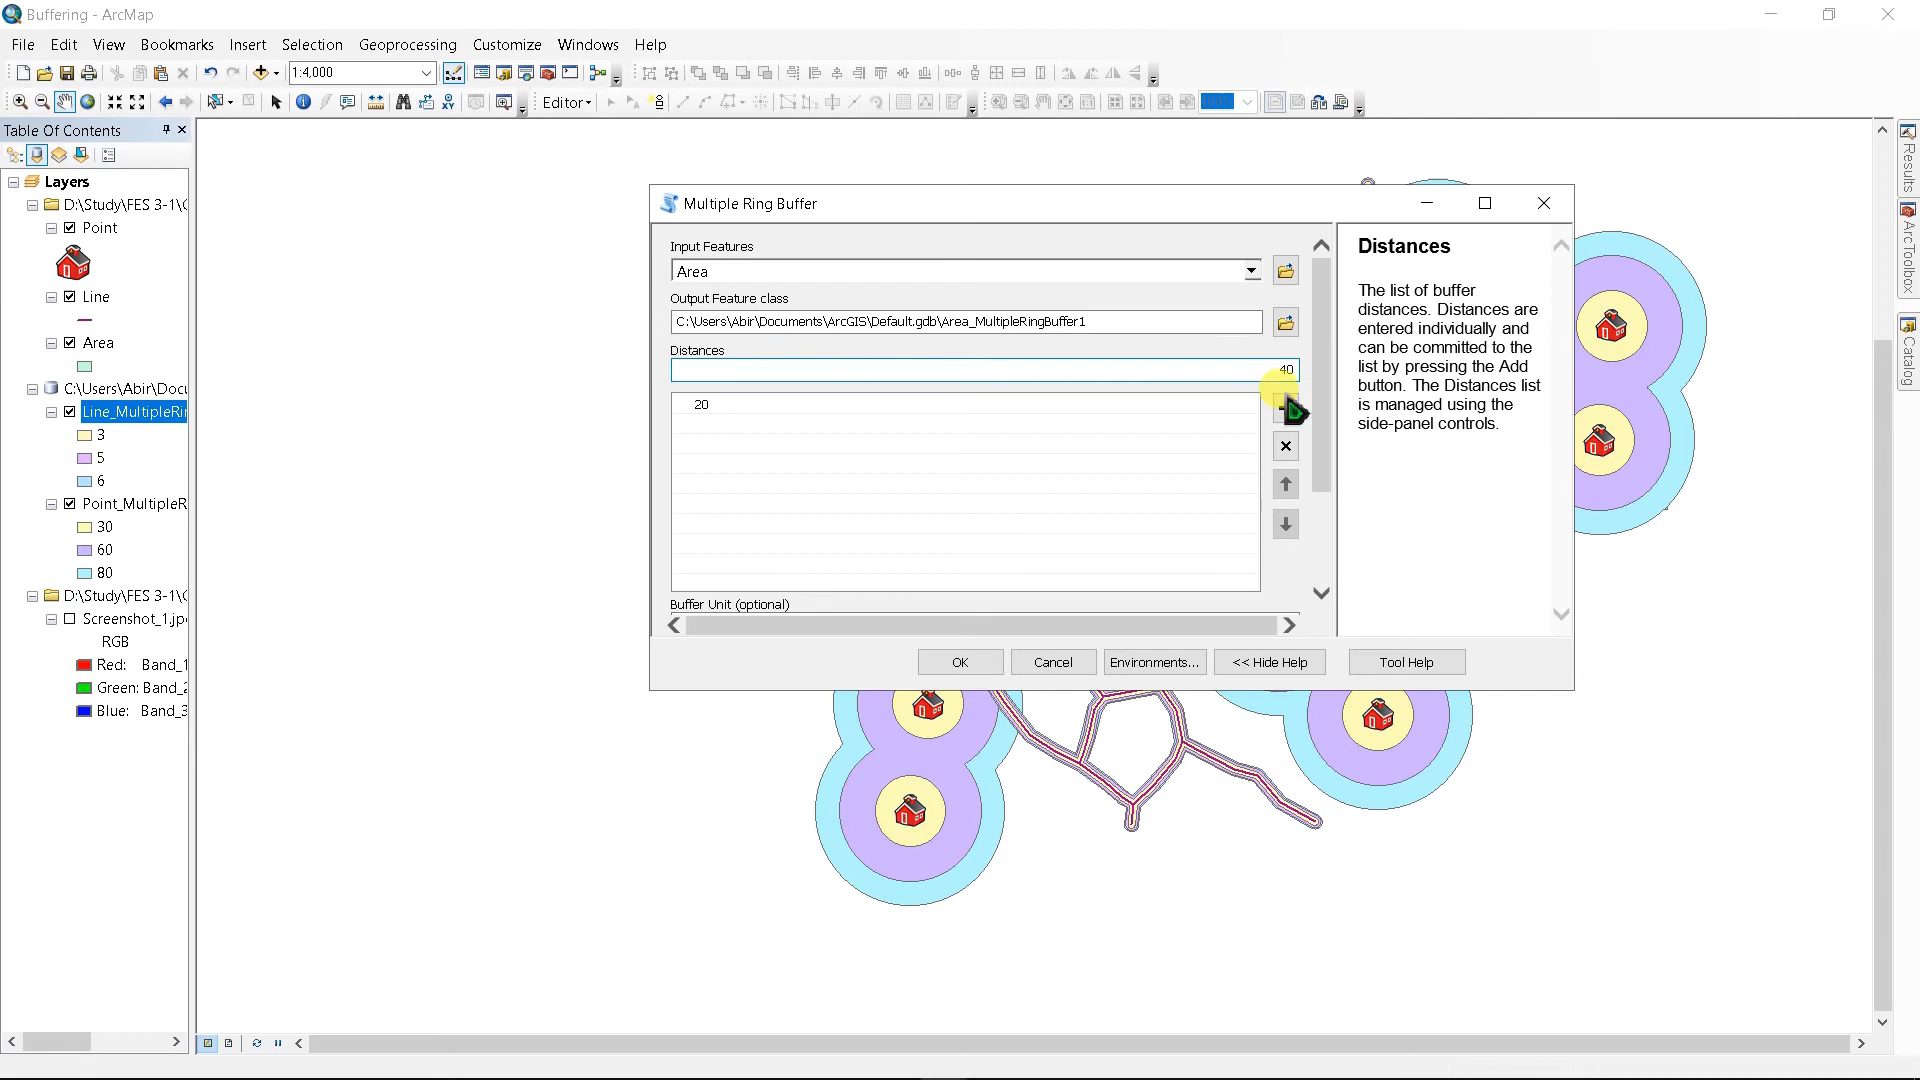 Buffering - ArcMap
File Edit View Bookmarks Insert Selection Geoprocessing Customize Windows Help
1:4,000
Editor
100%
Table Of Contents
Layers
D:\Study\FES 3-1\
Point
Line
Area
C:\Users\Abir\Docu
Line_MultipleRi
3
5
6
Point_MultipleR
30
60
80
D:\Study\FES 3-1\
Screenshot_1.jp
RGB
Red: Band_1
Green: Band_2
Blue: Band_3
Multiple Ring Buffer
Input Features
Area
Output Feature class
C:\Users\Abir\Documents\ArcGIS\Default.gdb\Area_MultipleRingBuffer1
Distances
40
20
Buffer Unit (optional)
OK Cancel Environments... << Hide Help Tool Help
Distances
The list of buffer
distances. Distances are
entered individually and
can be committed to the
list by pressing the Add
button. The Distances list
is managed using the
side-panel controls.
Results
ArcToolbox
Catalog